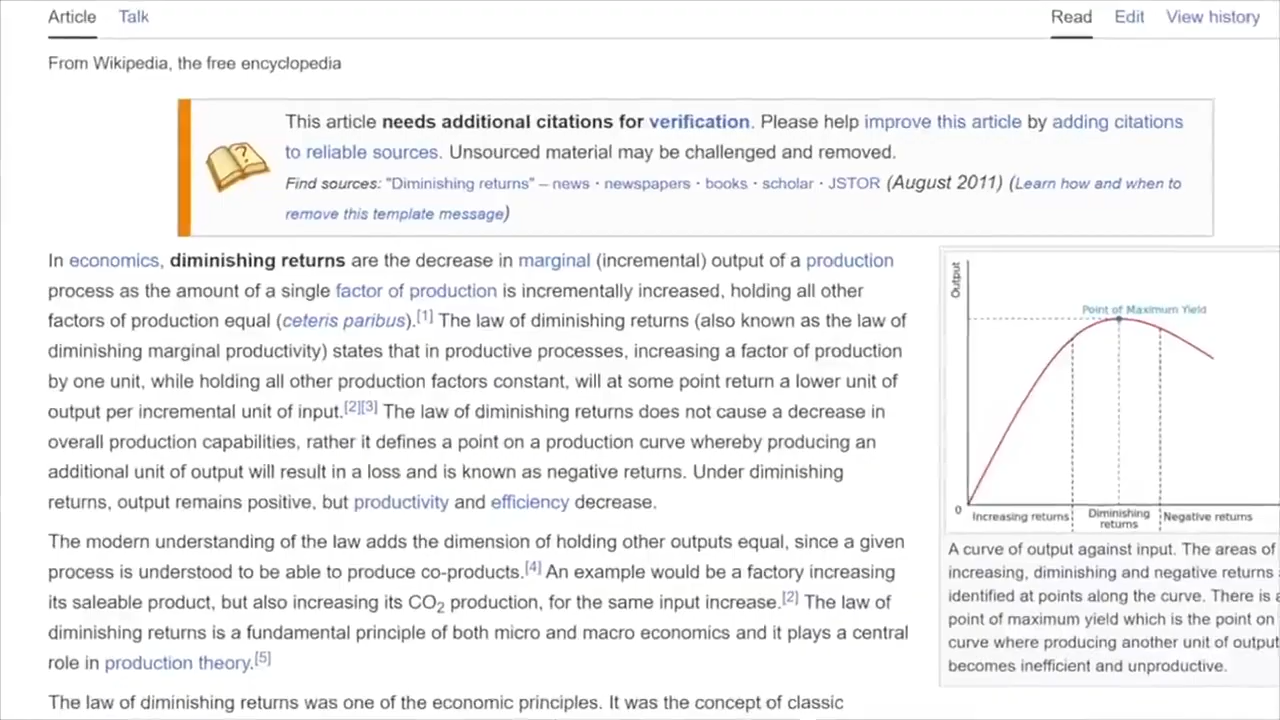 Article Talk Read Edit View history
From Wikipedia, the free encyclopedia
This article needs additional citations for verification. Please help improve this article by adding citations
to reliable sources. Unsourced material may be challenged and removed.
Find sources: "Diminishing returns" – news · newspapers · books · scholar · JSTOR (August 2011) (Learn how and when to
remove this template message)
In economics, diminishing returns are the decrease in marginal (incremental) output of a production
process as the amount of a single factor of production is incrementally increased, holding all other
factors of production equal (ceteris paribus).[1] The law of diminishing returns (also known as the law of
diminishing marginal productivity) states that in productive processes, increasing a factor of production
by one unit, while holding all other production factors constant, will at some point return a lower unit of
output per incremental unit of input.[2][3] The law of diminishing returns does not cause a decrease in
overall production capabilities, rather it defines a point on a production curve whereby producing an
additional unit of output will result in a loss and is known as negative returns. Under diminishing
returns, output remains positive, but productivity and efficiency decrease.
The modern understanding of the law adds the dimension of holding other outputs equal, since a given
process is understood to be able to produce co-products.[4] An example would be a factory increasing
its saleable product, but also increasing its CO2 production, for the same input increase.[2] The law of
diminishing returns is a fundamental principle of both micro and macro economics and it plays a central
role in production theory.[5]
The law of diminishing returns was one of the economic principles. It was the concept of classic
Output
Point of Maximum Yield
0
Increasing returns
Diminishing
returns
Negative returns
A curve of output against input. The areas of
increasing, diminishing and negative returns
identified at points along the curve. There is
point of maximum yield which is the point on
curve where producing another unit of output
becomes inefficient and unproductive.